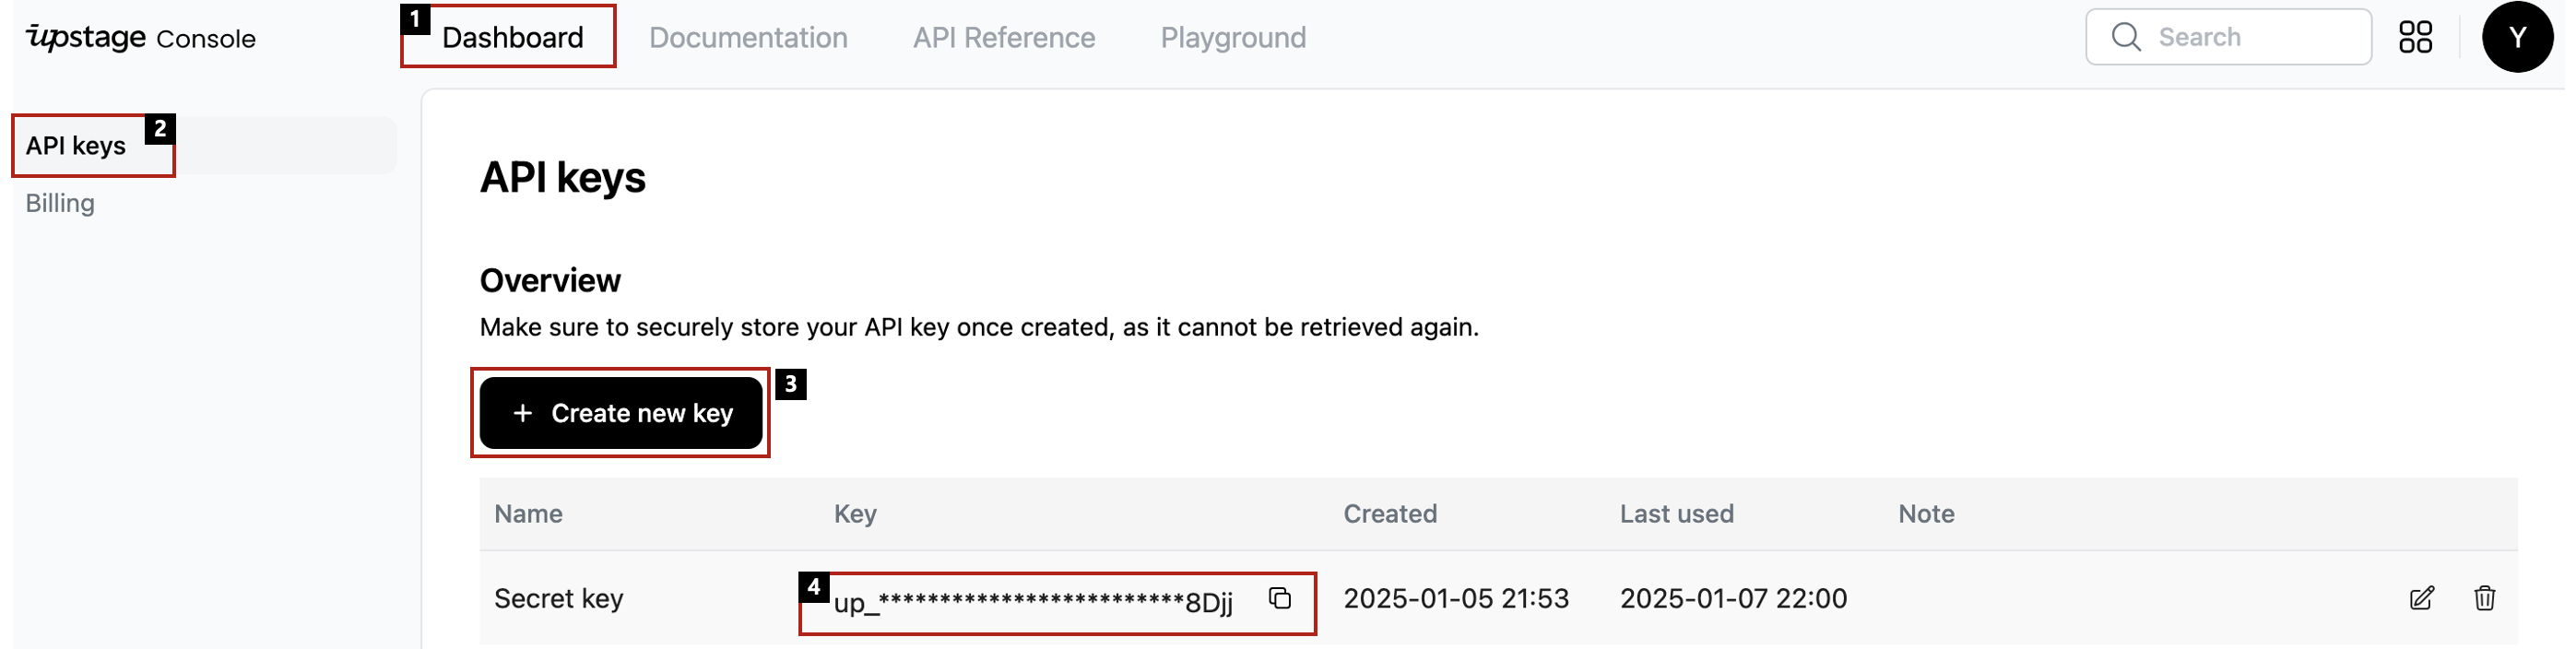 upstage Console
1 Dashboard Documentation API Reference Playground Search Y
API keys 2
Billing
API keys
Overview
Make sure to securely store your API key once created, as it cannot be retrieved again.
+ Create new key 3
Name Key Created Last used Note
Secret key 4 up_*************************8Djj 2025-01-05 21:53 2025-01-07 22:00